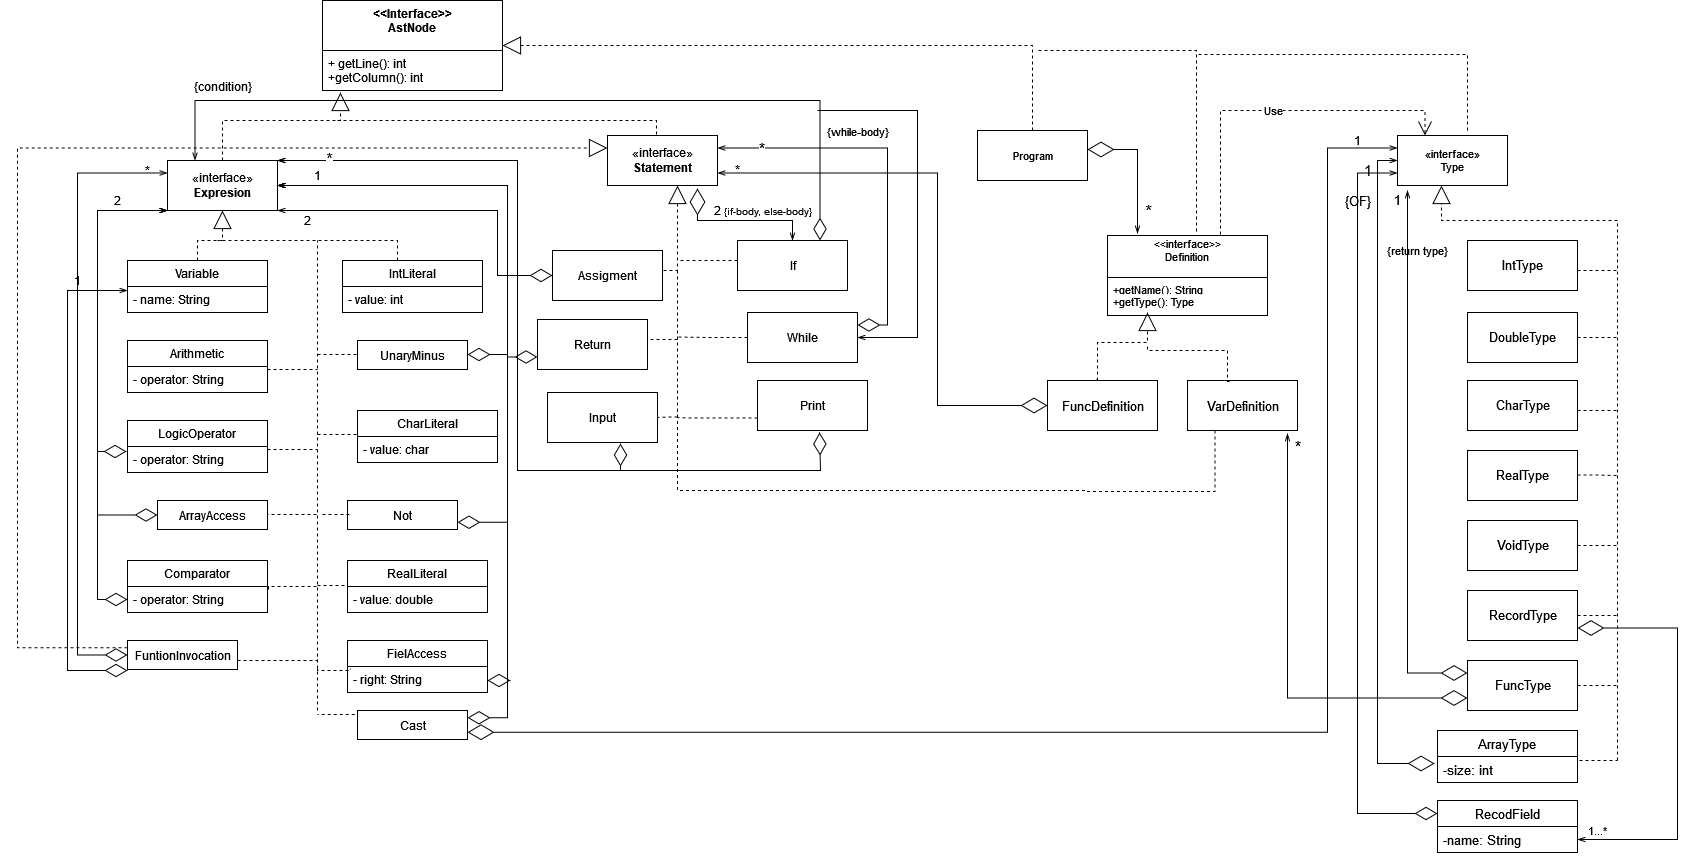 <<Interface>>
AstNode
+ getLine(): int
+getColumn(): int
{condition}
{while-body}
Use
*
*
*
*
1
1
2
2
1
1
{OF}
1
«interface»
Expresion
«interface»
Statement
2 {if-body, else-body}
Program
*
«interface»
Type
<<interface>>
Definition
+getName(): String
+getType(): Type
{return type}
Variable
- name: String
IntLiteral
- value: int
Assigment
If
IntType
Arithmetic
- operator: String
UnaryMinus
Return
While
DoubleType
LogicOperator
- operator: String
CharLiteral
- value: char
Input
Print
FuncDefinition
VarDefinition
*
CharType
RealType
ArrayAccess
Not
VoidType
Comparator
- operator: String
RealLiteral
- value: double
RecordType
FuntionInvocation
FielAccess
- right: String
FuncType
Cast
ArrayType
-size: int
RecodField
-name: String
1...*